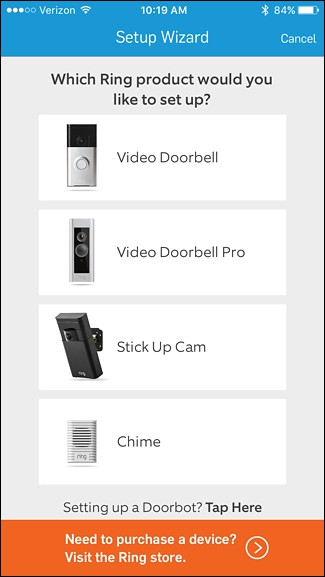 Verizon 10:19 AM 84%
Setup Wizard Cancel
Which Ring product would you
like to set up?
Video Doorbell
Video Doorbell Pro
Stick Up Cam
ring
Chime
ring
Setting up a Doorbot? Tap Here
Need to purchase a device?
Visit the Ring store.